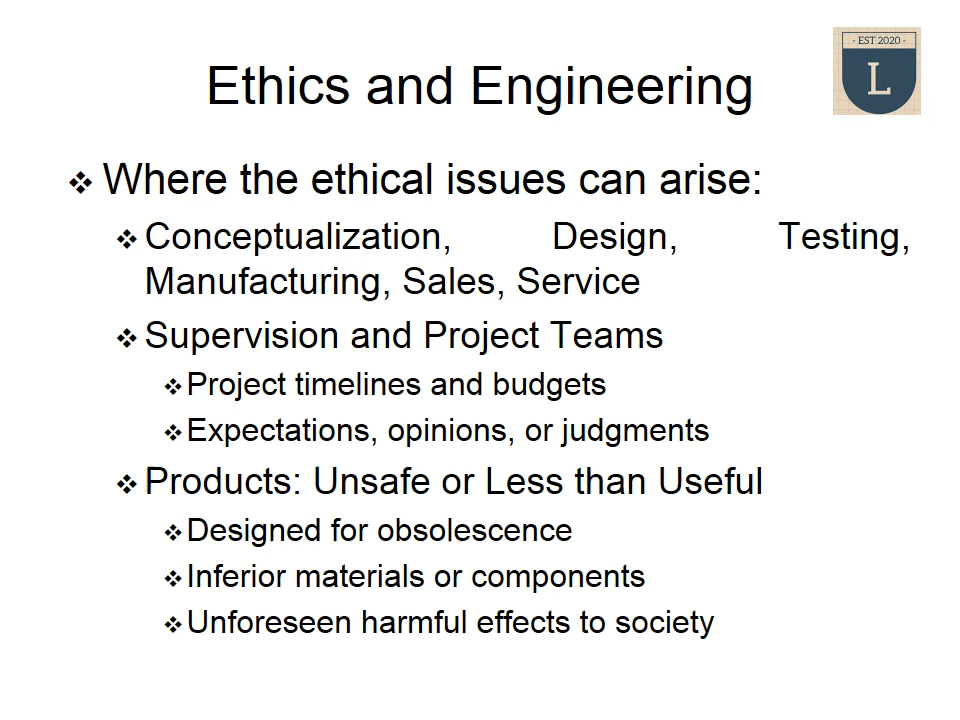 - EST 2020 -
L
Ethics and Engineering
Where the ethical issues can arise:
Conceptualization, Design, Testing,
Manufacturing, Sales, Service
Supervision and Project Teams
Project timelines and budgets
Expectations, opinions, or judgments
Products: Unsafe or Less than Useful
Designed for obsolescence
Inferior materials or components
Unforeseen harmful effects to society